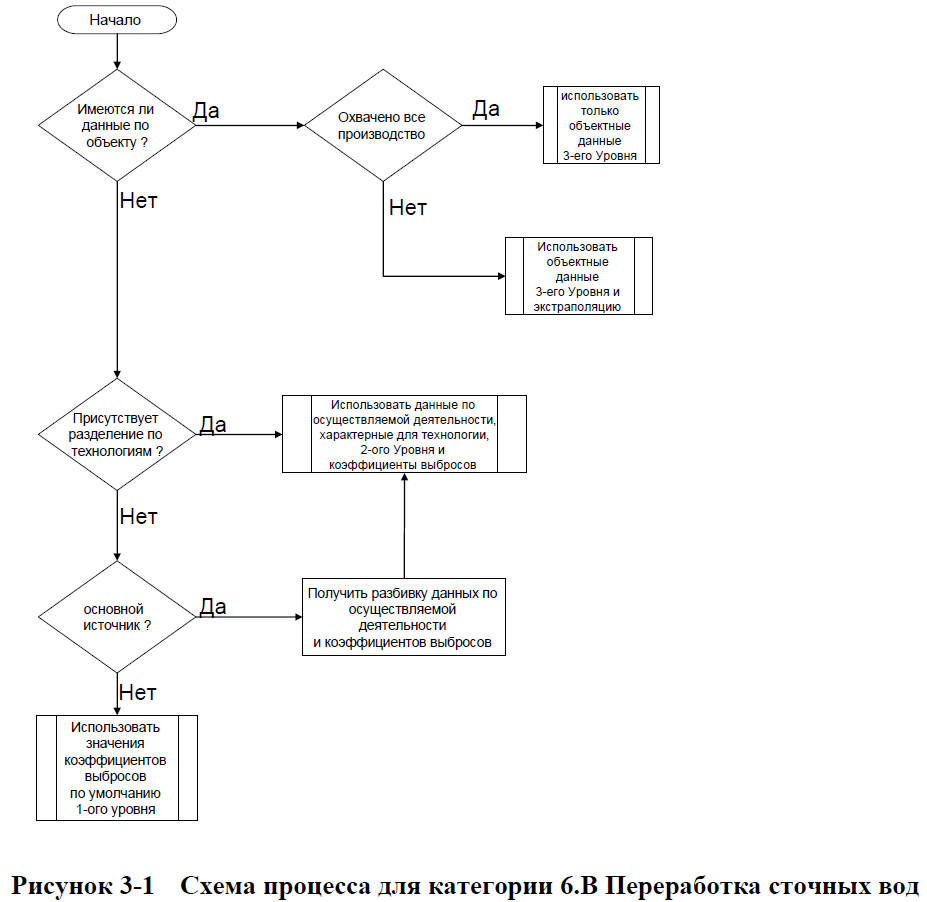 Начало
Имеются ли
данные по
объекту ?
Да
Охвачено все
производство
Да
использовать
только
объектные
данные
3-его Уровня
Нет
Нет
Использовать
объектные
данные
3-его Уровня и
экстраполяцию
Присутствует
разделение по
технологиям ?
Да
Использовать данные по
осуществляемой деятельности,
характерные для технологии,
2-ого Уровня и
коэффициенты выбросов
Нет
основной
источник ?
Да
Получить разбивку данных по
осуществляемой
деятельности
и коэффициентов выбросов
Нет
Использовать
значения
коэффициентов
выбросов
по умолчанию
1-ого уровня
Рисунок 3-1 Схема процесса для категории 6.B Переработка сточных вод